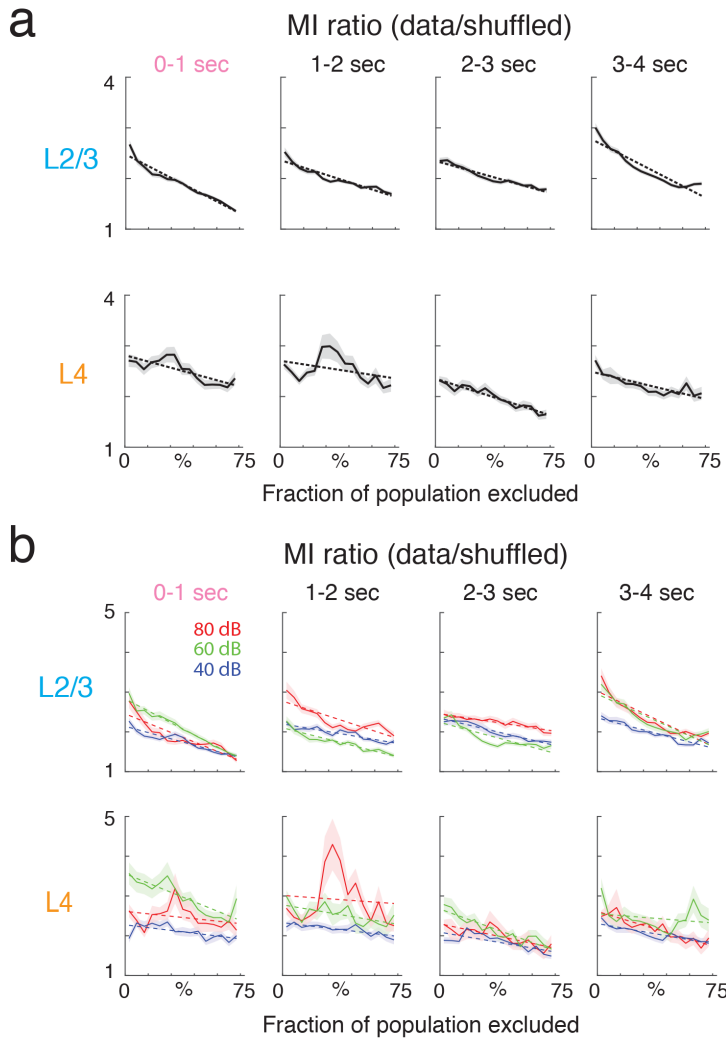 a
MI ratio (data/shuffled)
0-1 sec 1-2 sec 2-3 sec 3-4 sec
4
L2/3
1
4
L4
1
0 % 75 0 % 75 0 % 75 0 % 75
Fraction of population excluded
b
MI ratio (data/shuffled)
0-1 sec 1-2 sec 2-3 sec 3-4 sec
5
80 dB
60 dB
40 dB
L2/3
1
5
L4
1
0 % 75 0 % 75 0 % 75 0 % 75
Fraction of population excluded